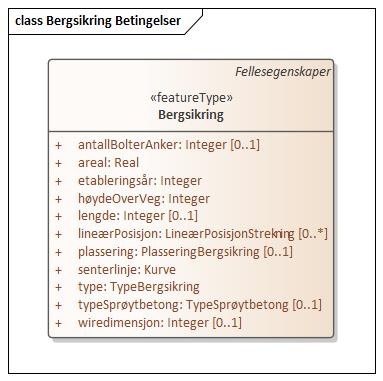 class Bergsikring Betingelser
Fellesegenskaper
«featureType»
Bergsikring
+ antallBolterAnker: Integer [0..1]
+ areal: Real
+ etableringsår: Integer
+ høydeOverVeg: Integer
+ lengde: Integer [0..1]
+ lineærPosisjon: LineærPosisjonStrekning [0..*]
+ plassering: PlasseringBergsikring [0..1]
+ senterlinje: Kurve
+ type: TypeBergsikring
+ typeSprøytbetong: TypeSprøytbetong [0..1]
+ wiredimensjon: Integer [0..1]